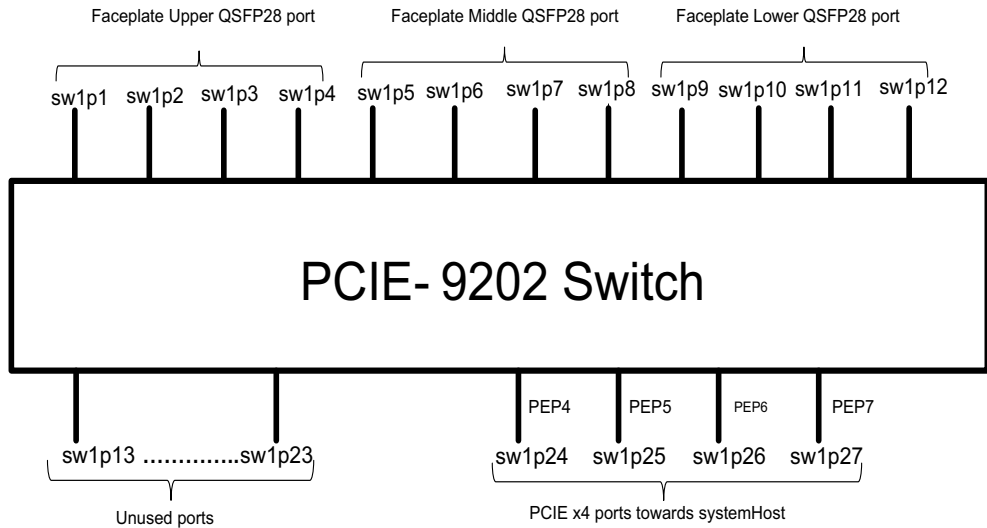 Faceplate Upper QSFP28 port Faceplate Middle QSFP28 port Faceplate Lower QSFP28 port
sw1p1 sw1p2 sw1p3 sw1p4 sw1p5 sw1p6 sw1p7 sw1p8 sw1p9 sw1p10 sw1p11 sw1p12
PCIE- 9202 Switch
PEP4 PEP5 PEP6 PEP7
sw1p13 ..............sw1p23 sw1p24 sw1p25 sw1p26 sw1p27
Unused ports PCIE x4 ports towards systemHost